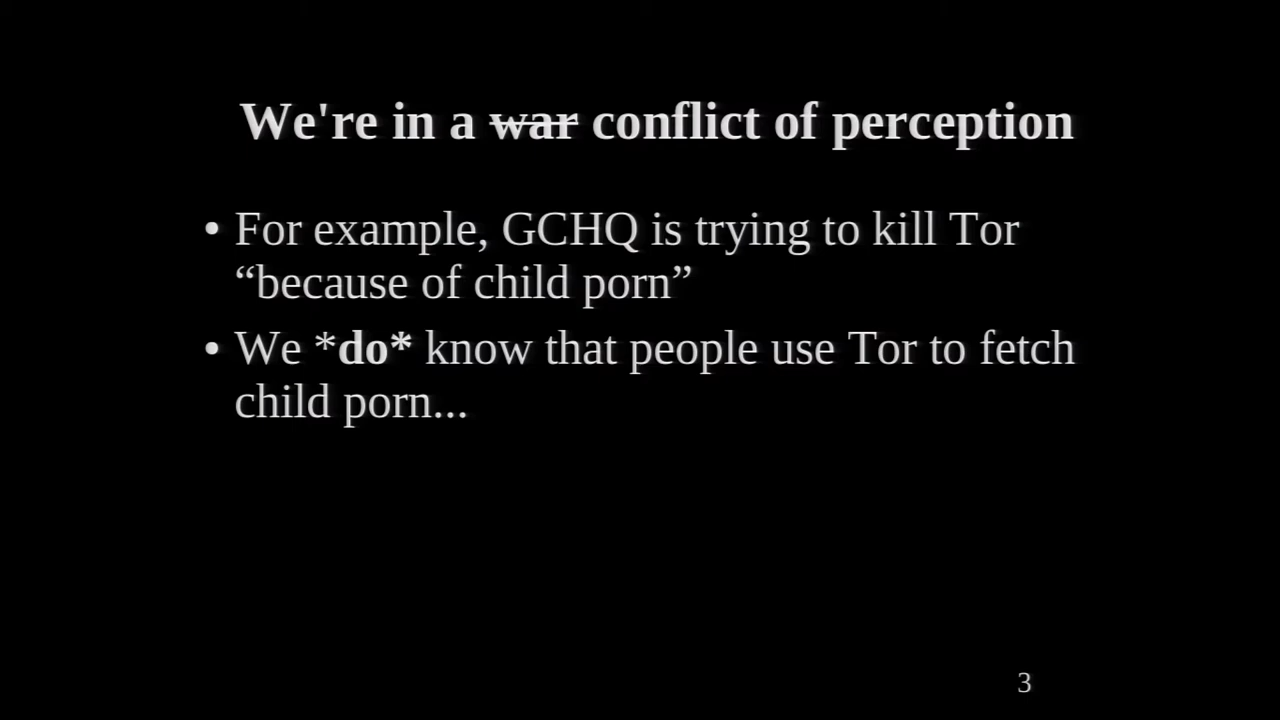 We're in a war conflict of perception
• For example, GCHQ is trying to kill Tor
“because of child porn”
• We *do* know that people use Tor to fetch
child porn...
3